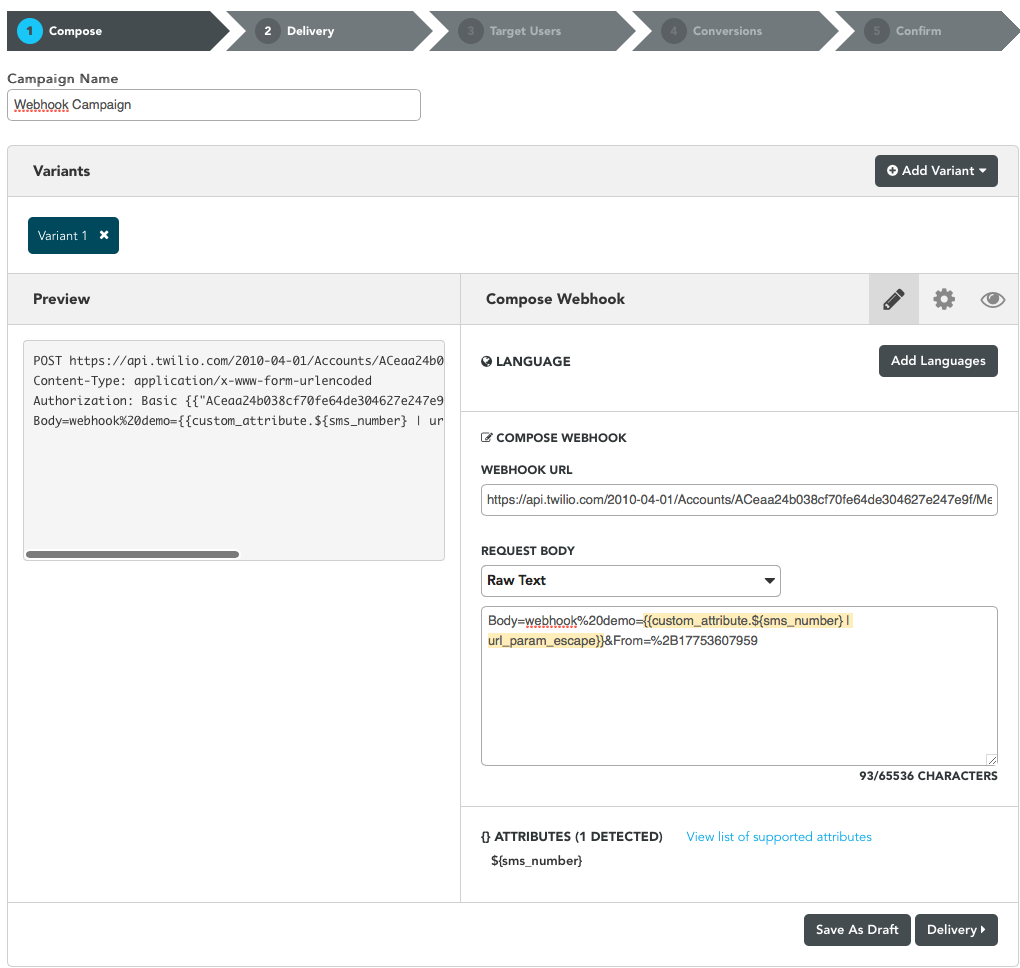 1 Compose 2 Delivery 3 Target Users 4 Conversions 5 Confirm
Campaign Name
Webhook Campaign
Variants
Add Variant
Variant 1
Preview
Compose Webhook
POST https://api.twilio.com/2010-04-01/Accounts/ACeaa24b0
Content-Type: application/x-www-form-urlencoded
Authorization: Basic {{"ACeaa24b038cf70fe64de304627e247e9
Body=webhook%20demo={{custom_attribute.${sms_number} | ur
LANGUAGE
Add Languages
COMPOSE WEBHOOK
WEBHOOK URL
https://api.twilio.com/2010-04-01/Accounts/ACeaa24b038cf70fe64de304627e247e9f/Me
REQUEST BODY
Raw Text
Body=webhook%20demo={{custom_attribute.${sms_number} |
url_param_escape}}&From=%2B17753607959
93/65536 CHARACTERS
{} ATTRIBUTES (1 DETECTED) View list of supported attributes
${sms_number}
Save As Draft
Delivery